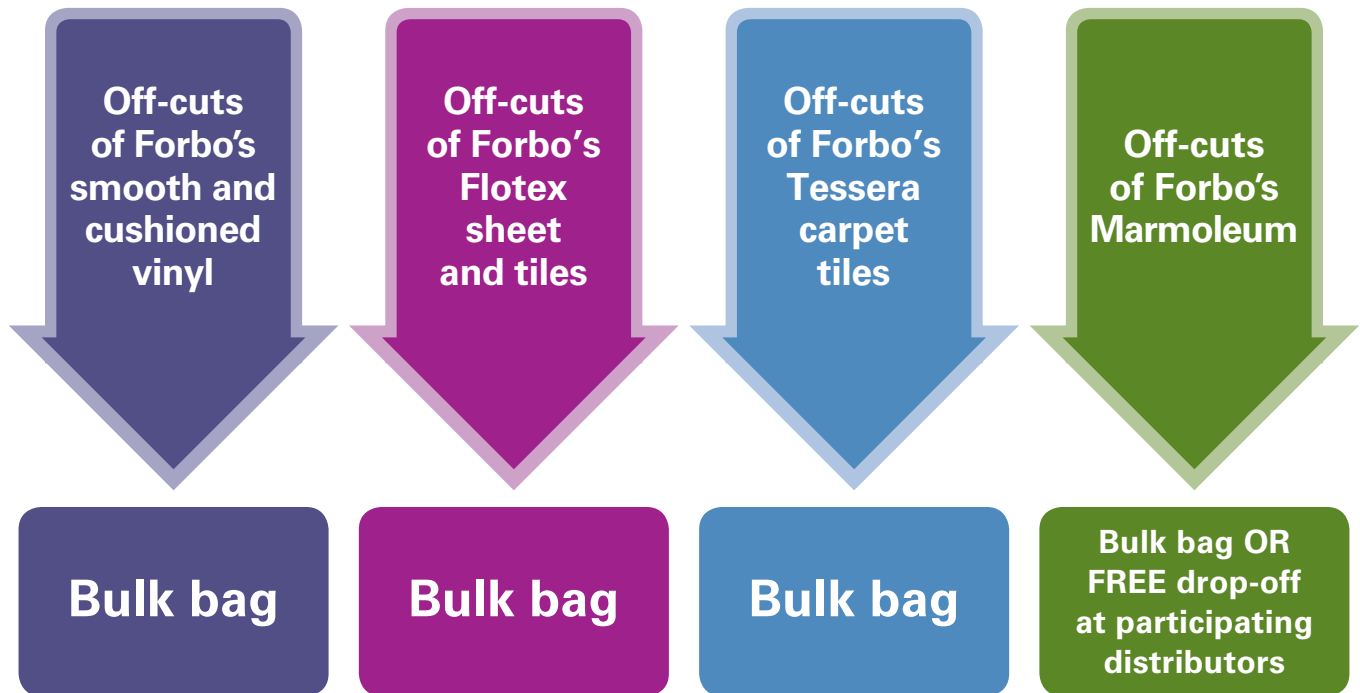 Off-cuts
of Forbo’s
smooth and
cushioned
vinyl
Off-cuts
of Forbo’s
Flotex
sheet
and tiles
Off-cuts
of Forbo’s
Tessera
carpet
tiles
Off-cuts
of Forbo’s
Marmoleum
Bulk bag
Bulk bag
Bulk bag
Bulk bag OR
FREE drop-off
at participating
distributors